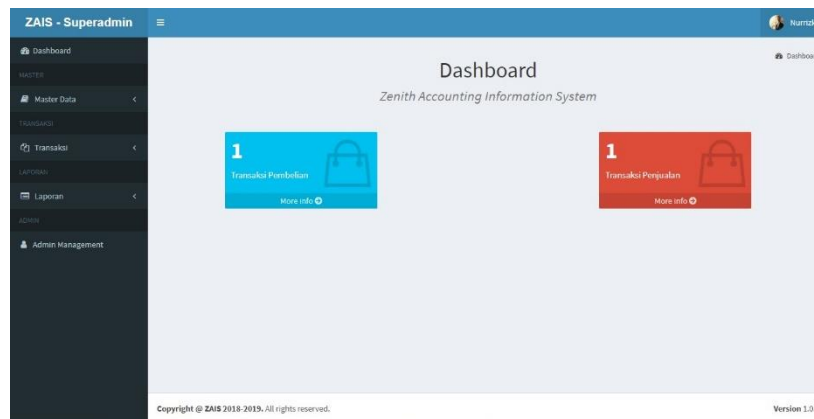 ZAIS - Superadmin
Dashboard
MASTER
Master Data
TRANSAKSI
Transaksi
LAPORAN
Laporan
ADMIN
Admin Management
Dashboard
Zenith Accounting Information System
1
Transaksi Pembelian
More info
1
Transaksi Penjualan
More info
Copyright @ ZAIS 2018-2019. All rights reserved.
Version 1.0